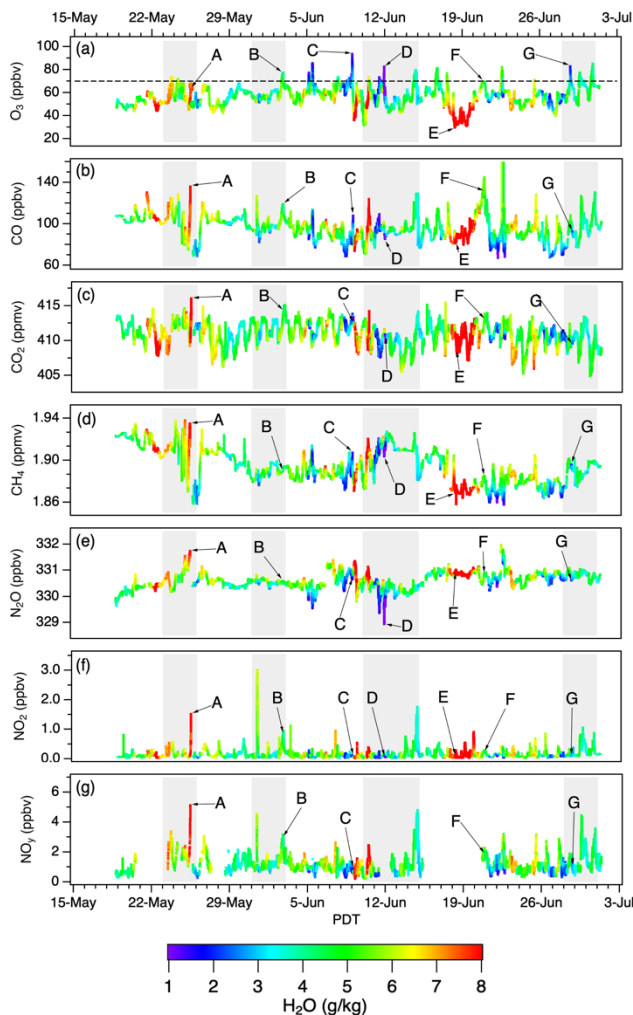 15-May 22-May 29-May 5-Jun 12-Jun 19-Jun 26-Jun 3-Jul
(a)
O₃ (ppbv)
100
80
60
40
20
A B C D E F G
(b)
CO (ppbv)
140
100
60
A B C D E F G
(c)
CO₂ (ppmv)
415
410
405
A B C D E F G
(d)
CH₄ (ppmv)
1.94
1.90
1.86
A B C D E F G
(e)
N₂O (ppbv)
332
331
330
329
A B C D E F G
(f)
NO₂ (ppbv)
3.0
2.0
1.0
0.0
A B C D E F G
(g)
NOy (ppbv)
6
4
2
0
A B C F G
15-May 22-May 29-May 5-Jun 12-Jun 19-Jun 26-Jun 3-Jul
PDT
1 2 3 4 5 6 7 8
H₂O (g/kg)